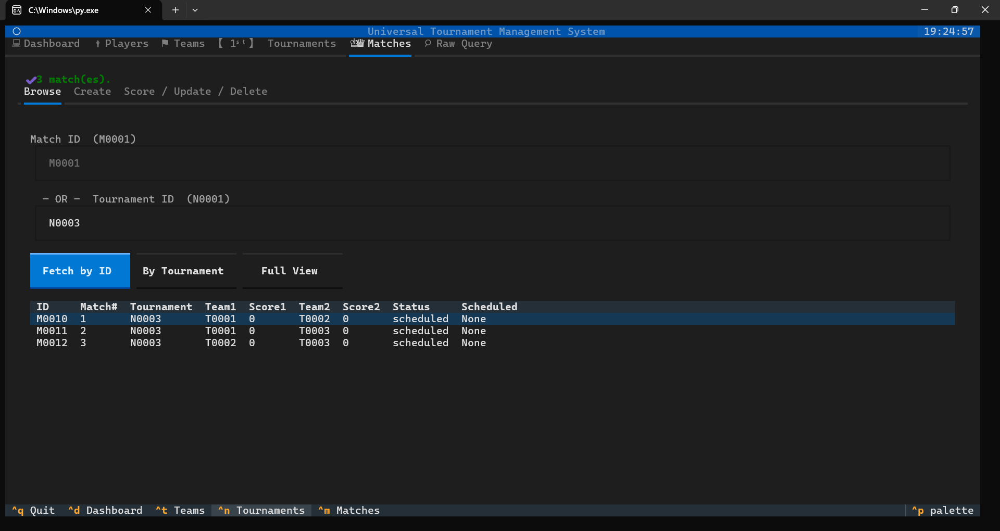 C:\Windows\py.exe
Universal Tournament Management System 19:24:57
Dashboard Players Teams 【 1ˢᵗ】 Tournaments Matches Raw Query
3 match(es).
Browse Create Score / Update / Delete
Match ID (M0001)
M0001
— OR — Tournament ID (N0001)
N0003
Fetch by ID By Tournament Full View
ID Match# Tournament Team1 Score1 Team2 Score2 Status Scheduled
M0010 1 N0003 T0001 0 T0002 0 scheduled None
M0011 2 N0003 T0001 0 T0003 0 scheduled None
M0012 3 N0003 T0002 0 T0003 0 scheduled None
^q Quit ^d Dashboard ^t Teams ^n Tournaments ^m Matches ^p palette